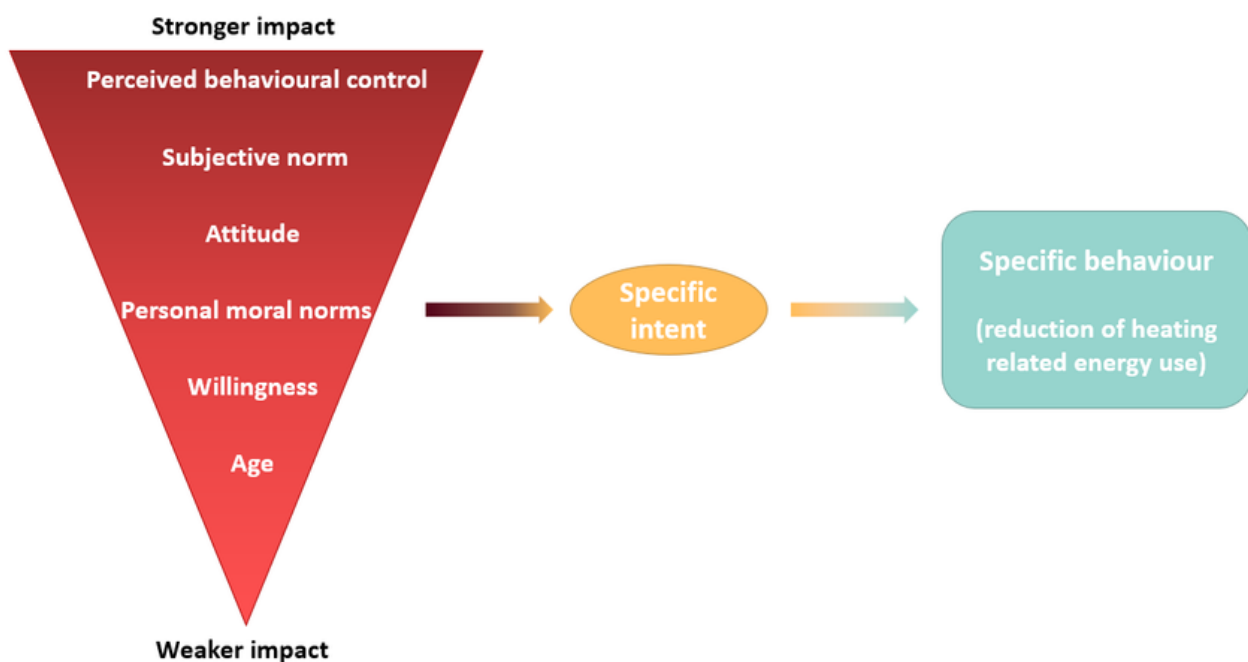 Stronger impact
Perceived behavioural control
Subjective norm
Attitude
Personal moral norms
Willingness
Age
Weaker impact
Specific
intent
Specific behaviour
(reduction of heating
related energy use)